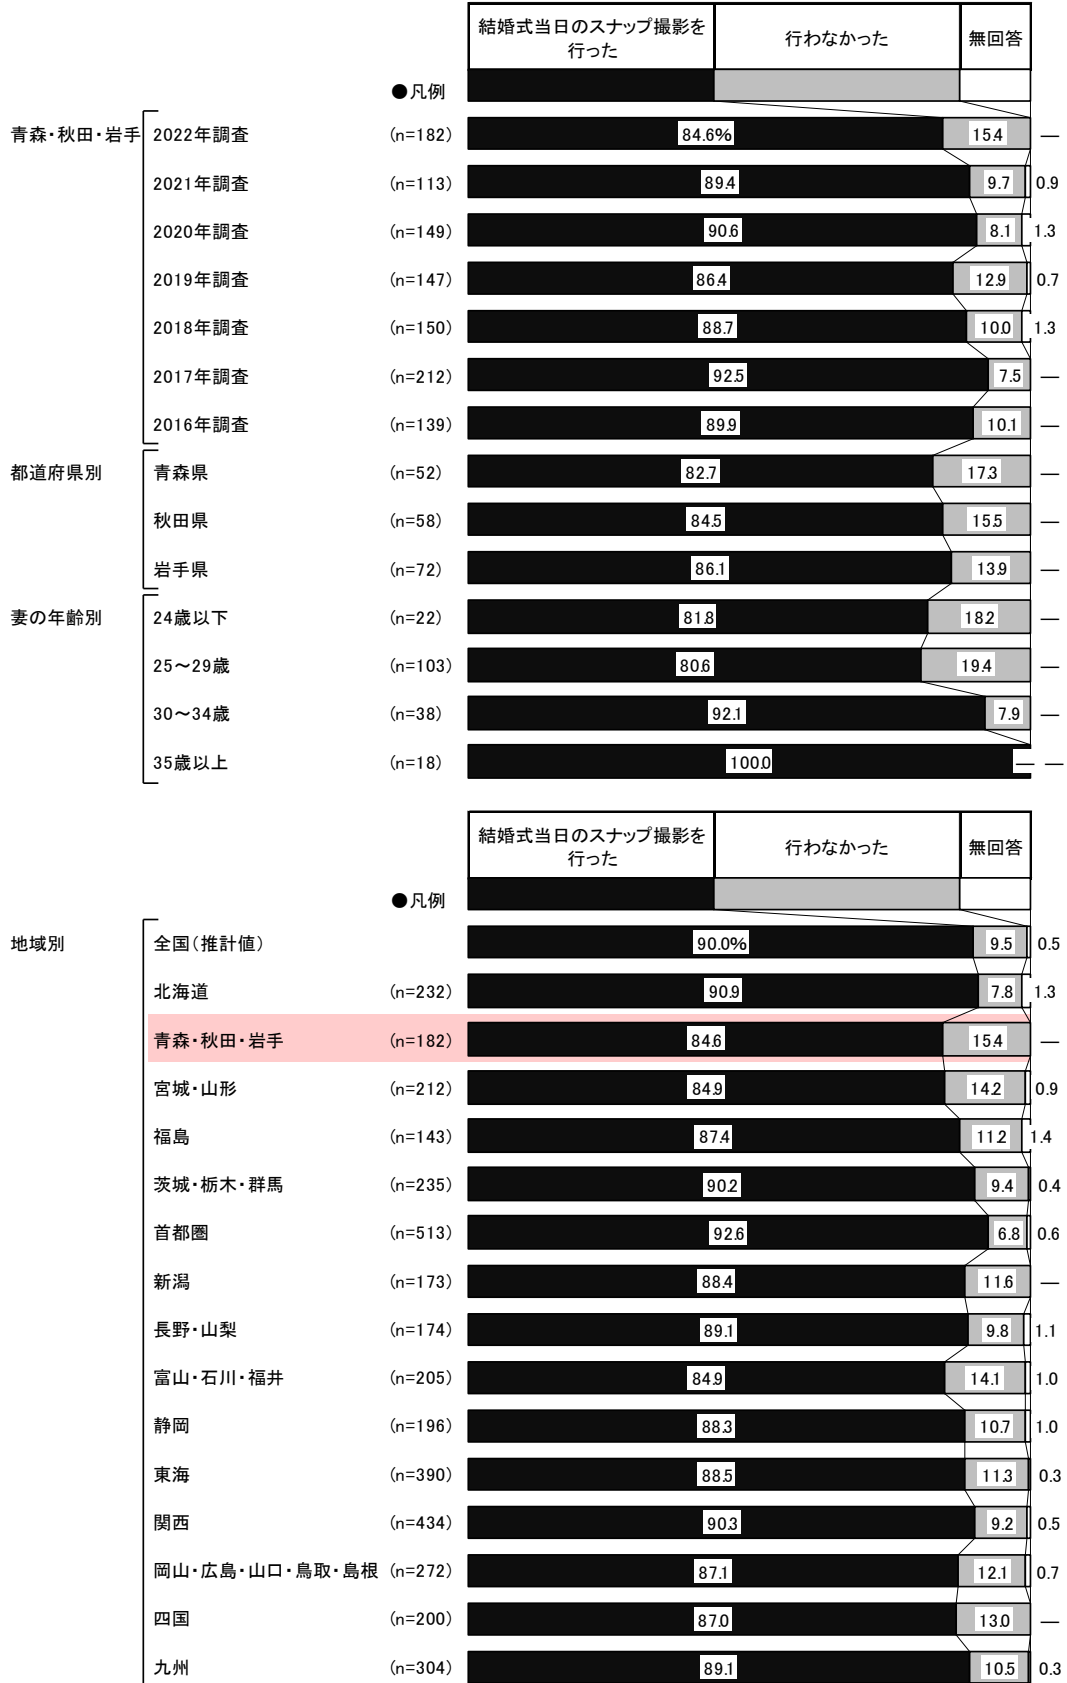 結婚式当日のスナップ撮影を
行った
行わなかった
無回答
●凡例
青森・秋田・岩手 2022年調査 (n=182) 84.6% 15.4 —
2021年調査 (n=113) 89.4 9.7 0.9
2020年調査 (n=149) 90.6 8.1 1.3
2019年調査 (n=147) 86.4 12.9 0.7
2018年調査 (n=150) 88.7 10.0 1.3
2017年調査 (n=212) 92.5 7.5 —
2016年調査 (n=139) 89.9 10.1 —
都道府県別 青森県 (n=52) 82.7 17.3 —
秋田県 (n=58) 84.5 15.5 —
岩手県 (n=72) 86.1 13.9 —
妻の年齢別 24歳以下 (n=22) 81.8 18.2 —
25～29歳 (n=103) 80.6 19.4 —
30～34歳 (n=38) 92.1 7.9 —
35歳以上 (n=18) 100.0 — —
結婚式当日のスナップ撮影を
行った
行わなかった
無回答
●凡例
地域別 全国(推計値) 90.0% 9.5 0.5
北海道 (n=232) 90.9 7.8 1.3
青森・秋田・岩手 (n=182) 84.6 15.4 —
宮城・山形 (n=212) 84.9 14.2 0.9
福島 (n=143) 87.4 11.2 1.4
茨城・栃木・群馬 (n=235) 90.2 9.4 0.4
首都圏 (n=513) 92.6 6.8 0.6
新潟 (n=173) 88.4 11.6 —
長野・山梨 (n=174) 89.1 9.8 1.1
富山・石川・福井 (n=205) 84.9 14.1 1.0
静岡 (n=196) 88.3 10.7 1.0
東海 (n=390) 88.5 11.3 0.3
関西 (n=434) 90.3 9.2 0.5
岡山・広島・山口・鳥取・島根 (n=272) 87.1 12.1 0.7
四国 (n=200) 87.0 13.0 —
九州 (n=304) 89.1 10.5 0.3